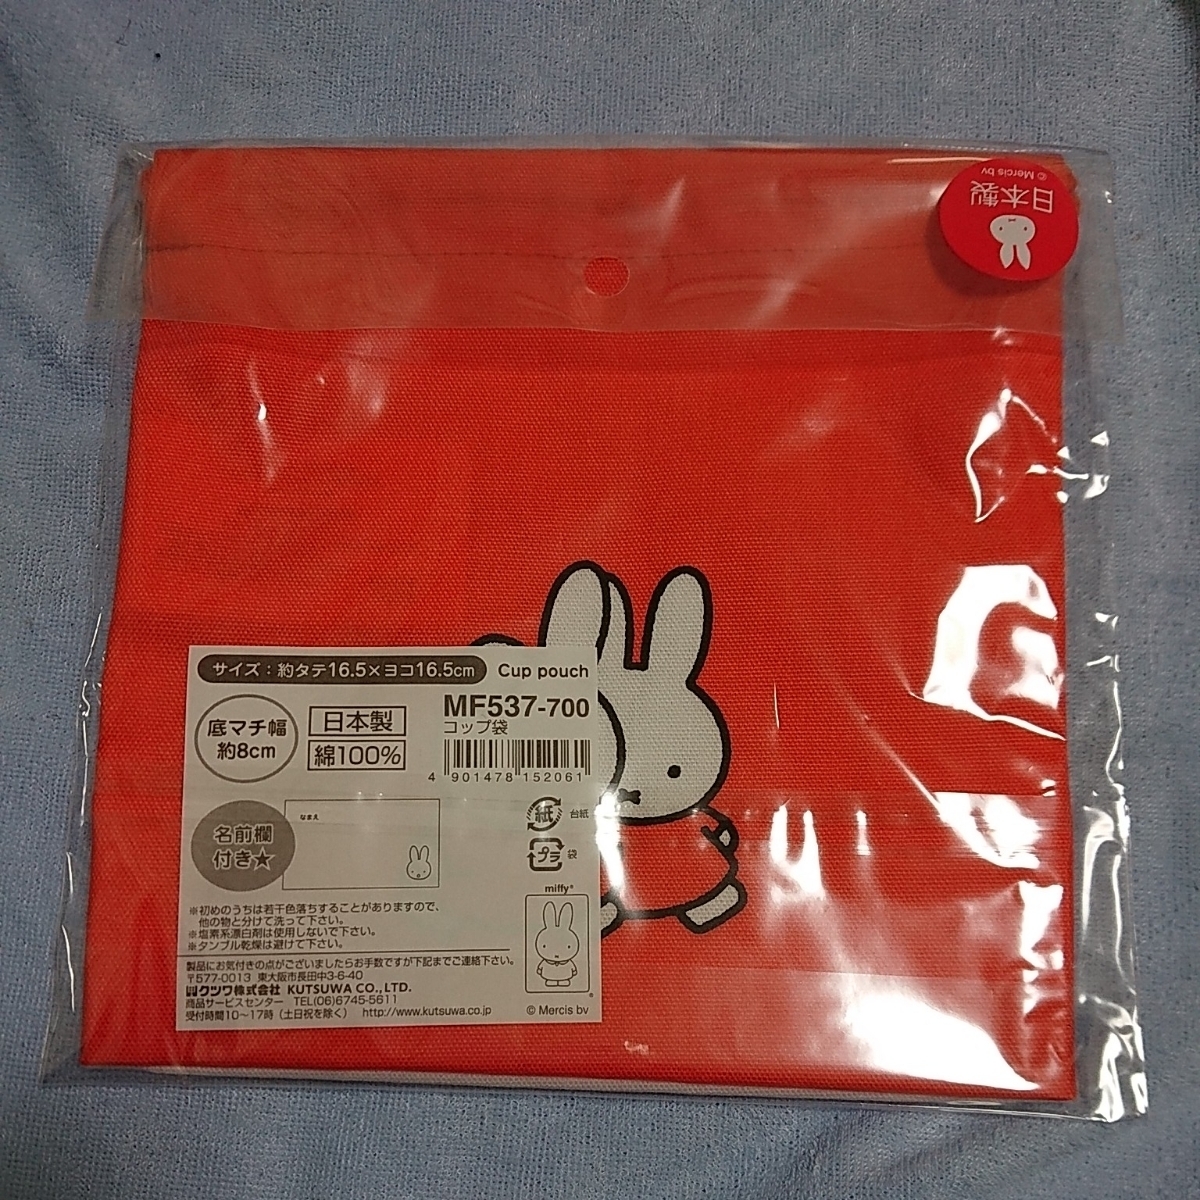 日本製
© Mercis bv
サイズ：約タテ16.5×ヨコ16.5cm
Cup pouch
底マチ幅
約8cm
日本製
綿100%
MF537-700
コップ袋
4 901478 152061
名前欄
付き★
なまえ
紙
台紙
プラ
袋
※初めのうちは若干色落ちすることがありますので、
他の物と分けて洗って下さい。
※塩素系漂白剤は使用しないで下さい。
※タンブル乾燥は避けて下さい。
製品にお気付きの点がございましたらお手数ですが下記までご連絡下さい。
〒577-0013 東大阪市長田中3-6-40
クツワ株式会社 KUTSUWA CO.,LTD.
商品サービスセンター TEL(06)6745-5611
受付時間10〜17時（土日祝を除く） http://www.kutsuwa.co.jp
miffy®
®
© Mercis bv